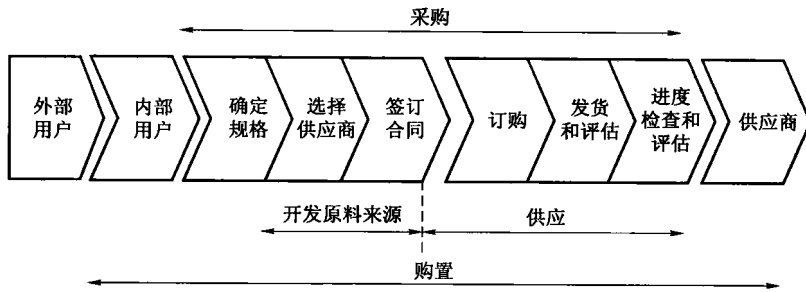 采购
外部
用户
内部
用户
确定
规格
选择
供应商
签订
合同
订购
发货
和评估
进度
检查和
评估
供应商
开发原料来源
供应
购置